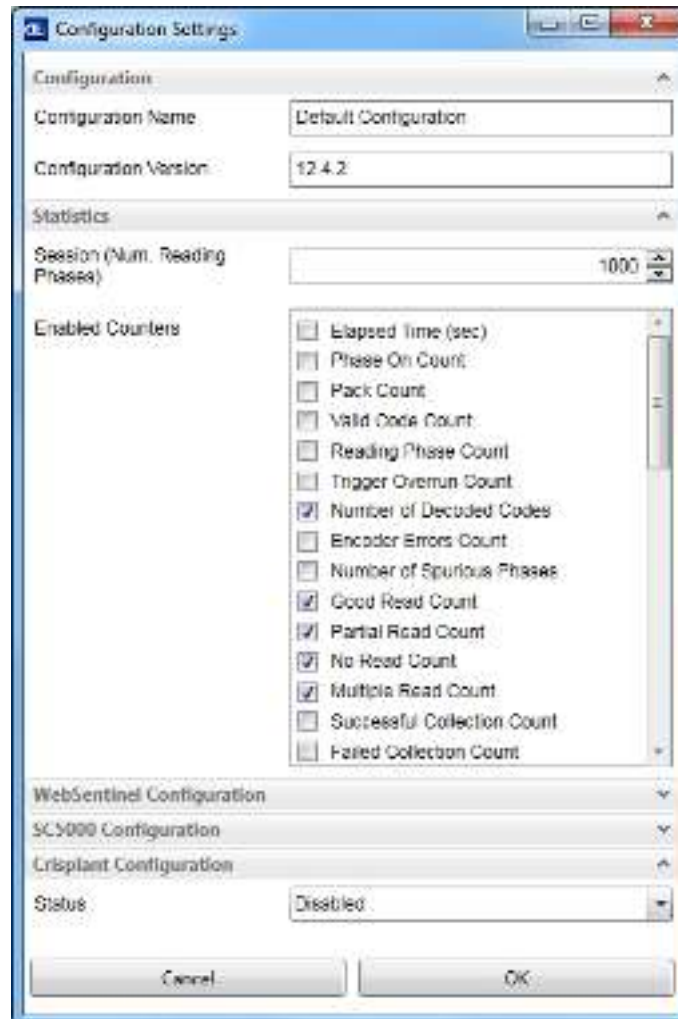 Configuration Settings
Configuration
Configuration Name
Default Configuration
Configuration Version
12.4.2
Statistics
Session (Num. Reading
Phases)
1000
Enabled Counters
Elapsed Time (sec)
Phase On Count
Pack Count
Valid Code Count
Reading Phase Count
Trigger Overrun Count
Number of Decoded Codes
Encoder Errors Count
Number of Spurious Phases
Good Read Count
Partial Read Count
No Read Count
Multiple Read Count
Successful Collection Count
Failed Collection Count
WebSentinel Configuration
SC5000 Configuration
Crisplant Configuration
Status
Disabled
Cancel
OK